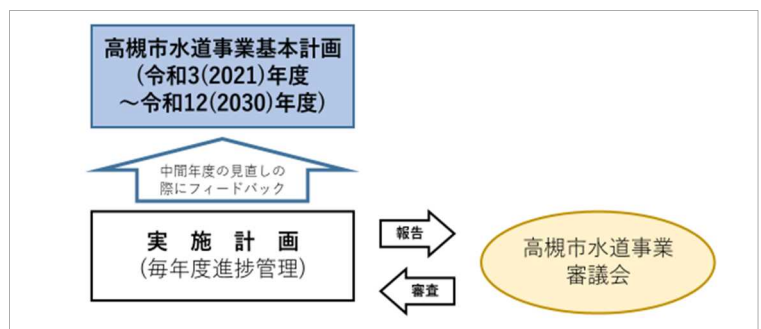 高槻市水道事業基本計画
(令和3(2021)年度
～令和12(2030)年度)
中間年度の見直しの
際にフィードバック
実　施　計　画
(毎年度進捗管理)
報告
審査
高槻市水道事業
審議会